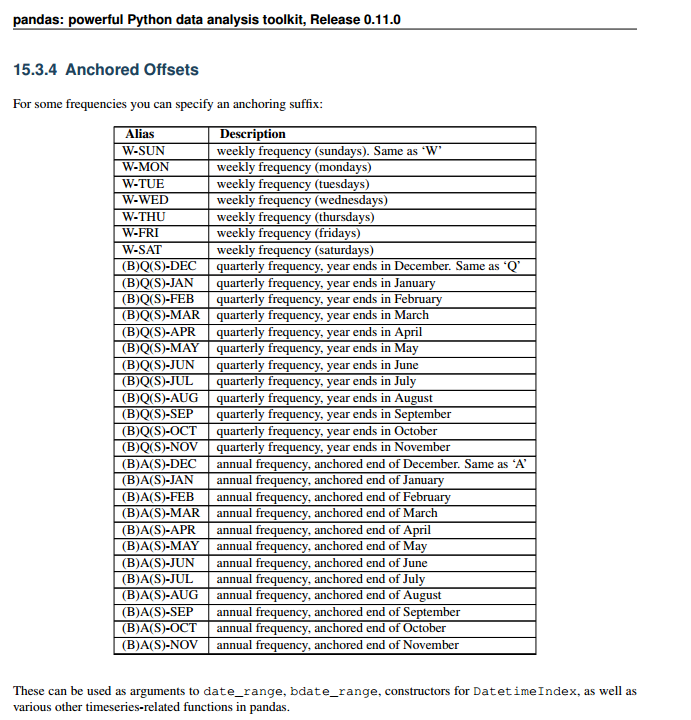 pandas: powerful Python data analysis toolkit, Release 0.11.0
15.3.4 Anchored Offsets
For some frequencies you can specify an anchoring suffix:
Alias Description
W-SUN weekly frequency (sundays). Same as ‘W’
W-MON weekly frequency (mondays)
W-TUE weekly frequency (tuesdays)
W-WED weekly frequency (wednesdays)
W-THU weekly frequency (thursdays)
W-FRI weekly frequency (fridays)
W-SAT weekly frequency (saturdays)
(B)Q(S)-DEC quarterly frequency, year ends in December. Same as ‘Q’
(B)Q(S)-JAN quarterly frequency, year ends in January
(B)Q(S)-FEB quarterly frequency, year ends in February
(B)Q(S)-MAR quarterly frequency, year ends in March
(B)Q(S)-APR quarterly frequency, year ends in April
(B)Q(S)-MAY quarterly frequency, year ends in May
(B)Q(S)-JUN quarterly frequency, year ends in June
(B)Q(S)-JUL quarterly frequency, year ends in July
(B)Q(S)-AUG quarterly frequency, year ends in August
(B)Q(S)-SEP quarterly frequency, year ends in September
(B)Q(S)-OCT quarterly frequency, year ends in October
(B)Q(S)-NOV quarterly frequency, year ends in November
(B)A(S)-DEC annual frequency, anchored end of December. Same as ‘A’
(B)A(S)-JAN annual frequency, anchored end of January
(B)A(S)-FEB annual frequency, anchored end of February
(B)A(S)-MAR annual frequency, anchored end of March
(B)A(S)-APR annual frequency, anchored end of April
(B)A(S)-MAY annual frequency, anchored end of May
(B)A(S)-JUN annual frequency, anchored end of June
(B)A(S)-JUL annual frequency, anchored end of July
(B)A(S)-AUG annual frequency, anchored end of August
(B)A(S)-SEP annual frequency, anchored end of September
(B)A(S)-OCT annual frequency, anchored end of October
(B)A(S)-NOV annual frequency, anchored end of November
These can be used as arguments to date_range, bdate_range, constructors for DatetimeIndex, as well as
various other timeseries-related functions in pandas.